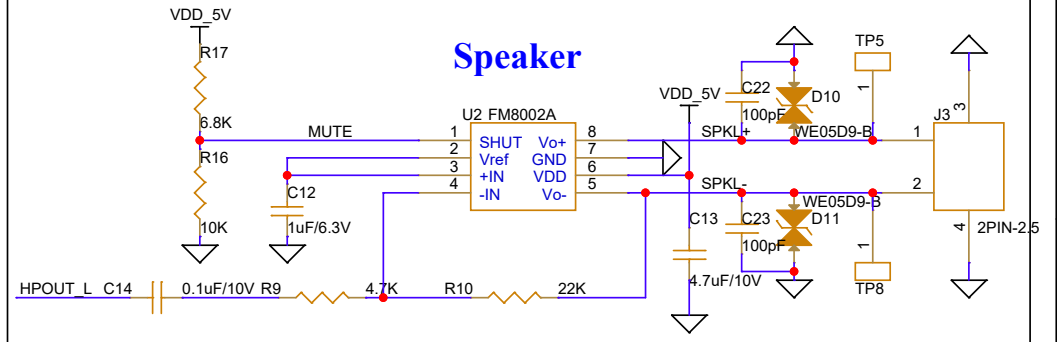 VDD_5V
R17
6.8K
R16
10K
MUTE
Speaker
U2 FM8002A
1 SHUT Vo+ 8
2 Vref GND 7
3 +IN VDD 6
4 -IN Vo- 5
C12
1uF/6.3V
HPOUT_L C14 0.1uF/10V R9 4.7K R10 22K
VDD_5V
C13
4.7uF/10V
SPKL+
SPKL-
C22
100pF
D10
WE05D9-B
C23
100pF
WE05D9-B
D11
TP5
1
1
TP8
J3
3
1
2
4
2PIN-2.5